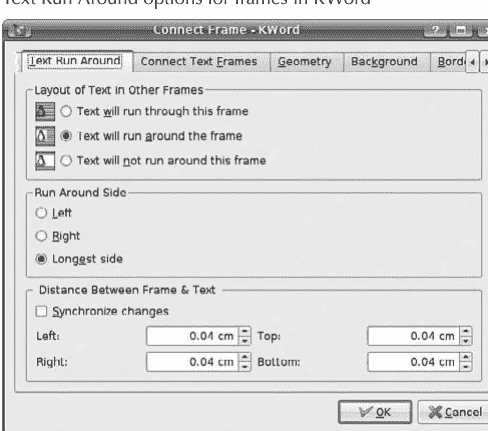 Text Run Around options for frames in KWord
Connect Frame - KWord
Text Run Around Connect Text Frames Geometry Background
Layout of Text in Other Frames
Text will run through this frame
Text will run around the frame
Text will not run around this frame
Run Around Side
Left
Right
Longest side
Distance Between Frame & Text
Synchronize changes
Left: 0.04 cm Top: 0.04 cm
Right: 0.04 cm Bottom: 0.04 cm
OK Cancel